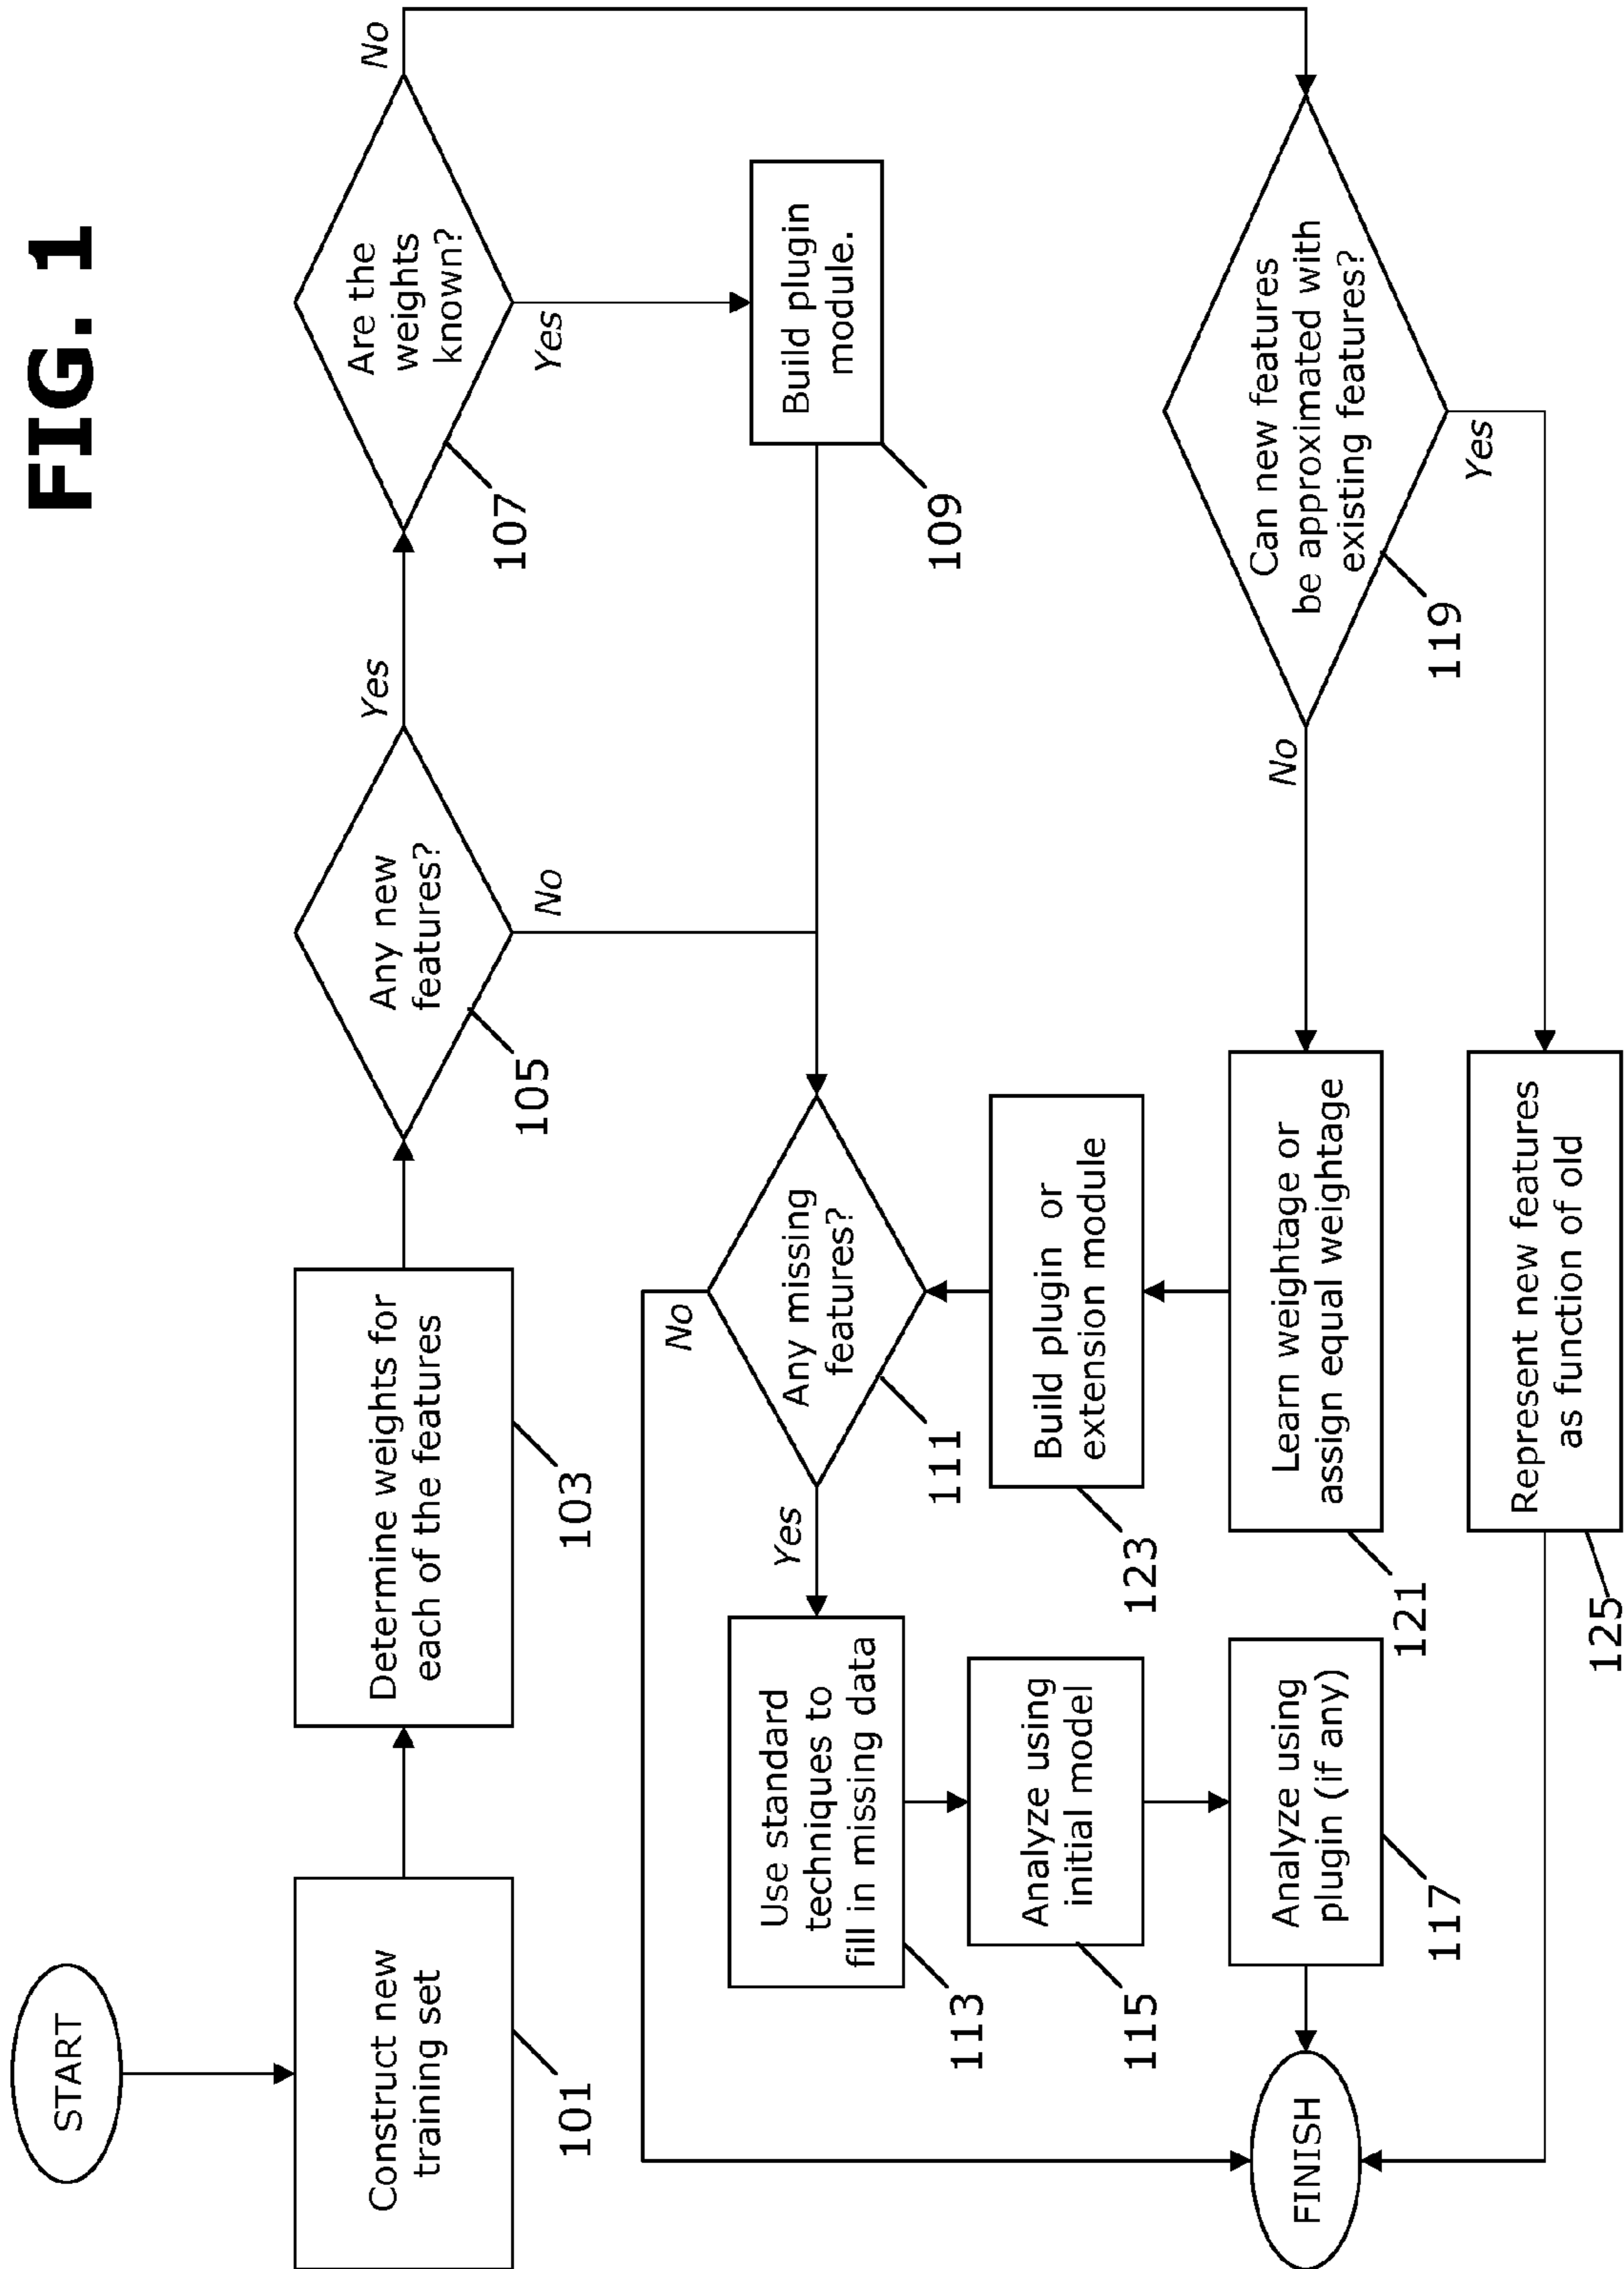 FIG. 1
START
Construct new
training set
101
Determine weights for
each of the features
103
Any new
features?
105
Yes
No
Are the
weights
known?
107
No
Yes
Build plugin
module.
109
Any missing
features?
111
No
Yes
Use standard
techniques to
fill in missing data
113
Analyze using
initial model
115
Analyze using
plugin (if any)
117
Can new features
be approximated with
existing features?
119
No
Yes
Learn weightage or
assign equal weightage
121
Build plugin or
extension module
123
Represent new features
as function of old
125
FINISH